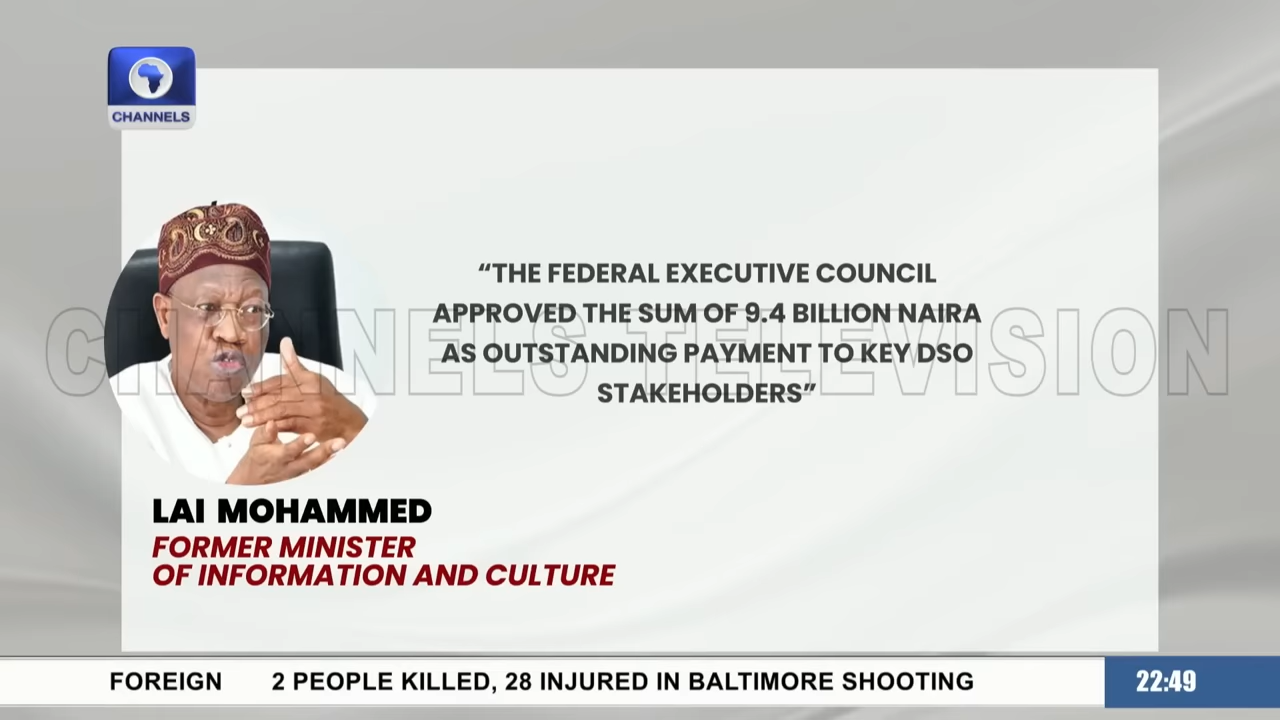 CHANNELS
"THE FEDERAL EXECUTIVE COUNCIL
APPROVED THE SUM OF 9.4 BILLION NAIRA
AS OUTSTANDING PAYMENT TO KEY DSO
STAKEHOLDERS"
CHANNELS TELEVISION
LAI MOHAMMED
FORMER MINISTER
OF INFORMATION AND CULTURE
FOREIGN 2 PEOPLE KILLED, 28 INJURED IN BALTIMORE SHOOTING 22:49